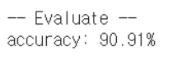 -- Evaluate --
accuracy: 90.91%